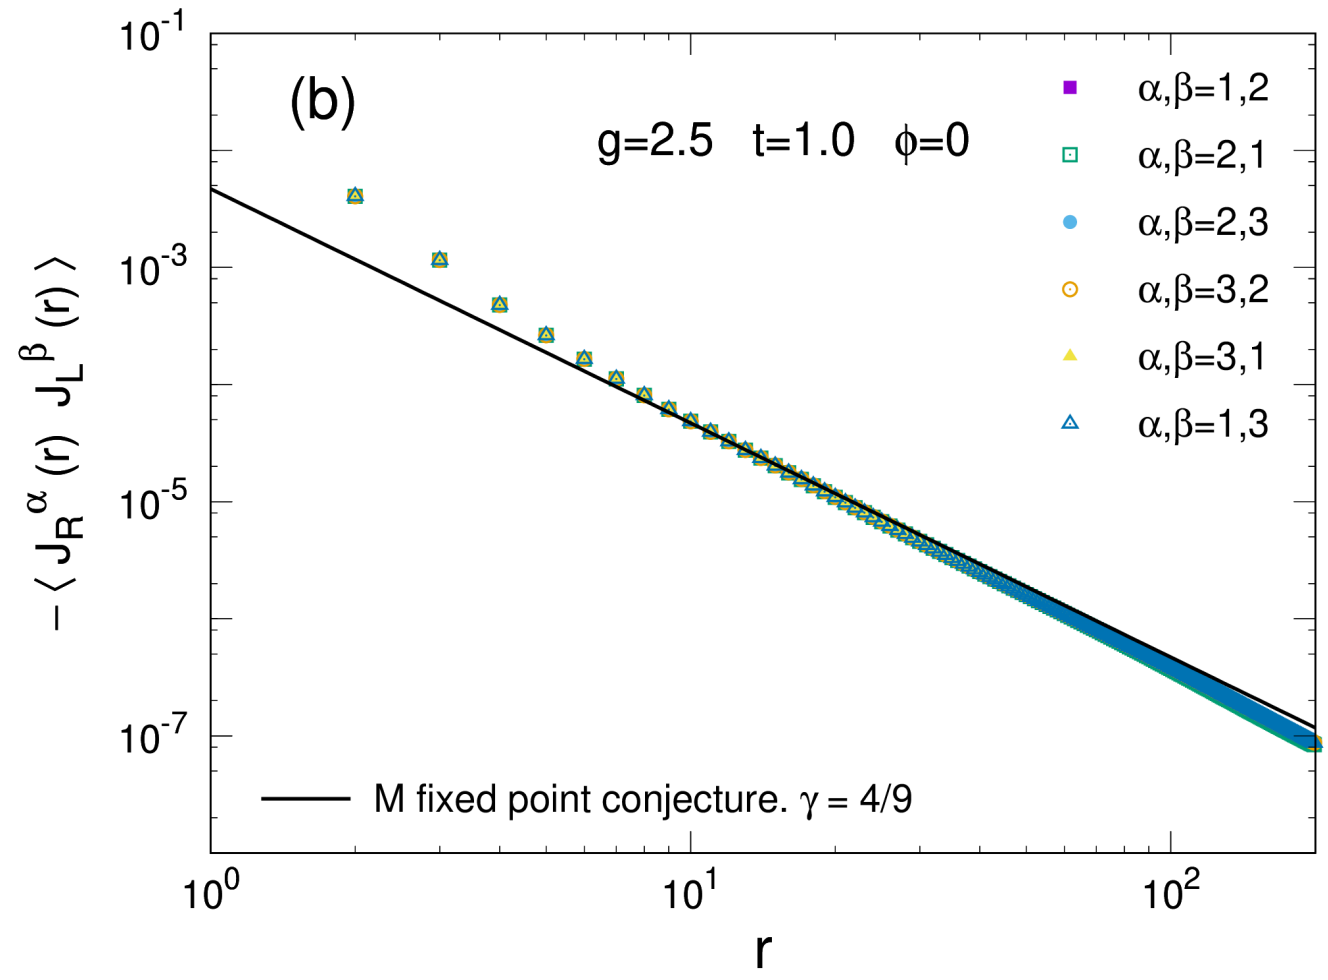 (b)
g=2.5 t=1.0 ϕ=0
α,β=1,2
α,β=2,1
α,β=2,3
α,β=3,2
α,β=3,1
α,β=1,3
10^-1
10^-3
10^-5
10^-7
−⟨ J_R^α (r) J_L^β (r) ⟩
M fixed point conjecture. γ = 4/9
10^0 10^1 10^2
r